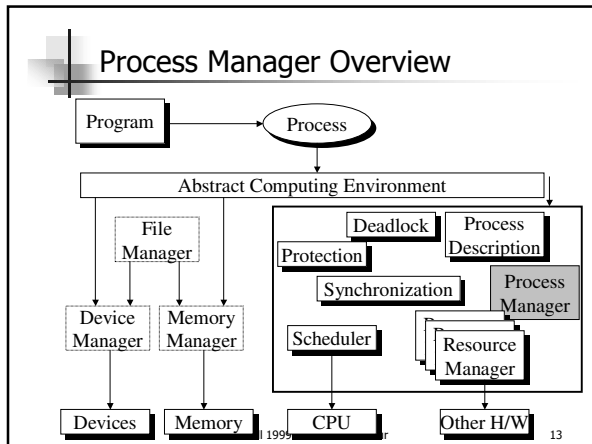 Process Manager Overview
Program
Process
Abstract Computing Environment
File
Manager
Deadlock
Process
Description
Protection
Synchronization
Process
Manager
Device
Manager
Memory
Manager
Scheduler
Resource
Manager
Devices
Memory
CPU
Other H/W
13